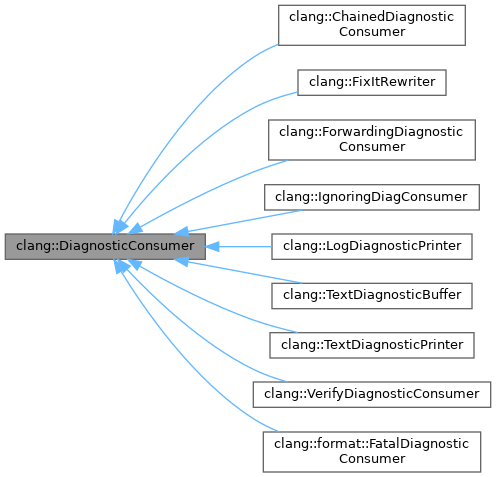 clang::ChainedDiagnostic
Consumer
clang::FixItRewriter
clang::ForwardingDiagnostic
Consumer
clang::IgnoringDiagConsumer
clang::DiagnosticConsumer
clang::LogDiagnosticPrinter
clang::TextDiagnosticBuffer
clang::TextDiagnosticPrinter
clang::VerifyDiagnosticConsumer
clang::format::FatalDiagnostic
Consumer